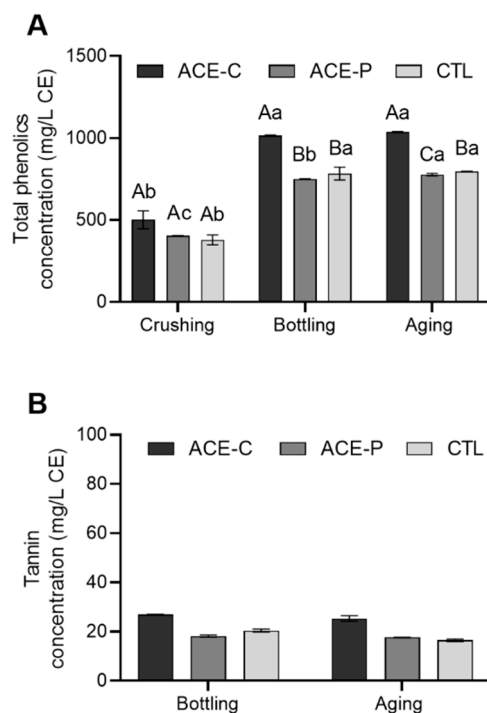 A
Total phenolics
concentration (mg/L CE)
1500
1000
500
0
ACE-C ACE-P CTL
Ab Ac Ab
Aa Bb Ba
Aa Ca Ba
Crushing Bottling Aging
B
Tannin
concentration (mg/L CE)
100
80
60
40
20
0
ACE-C ACE-P CTL
Bottling Aging